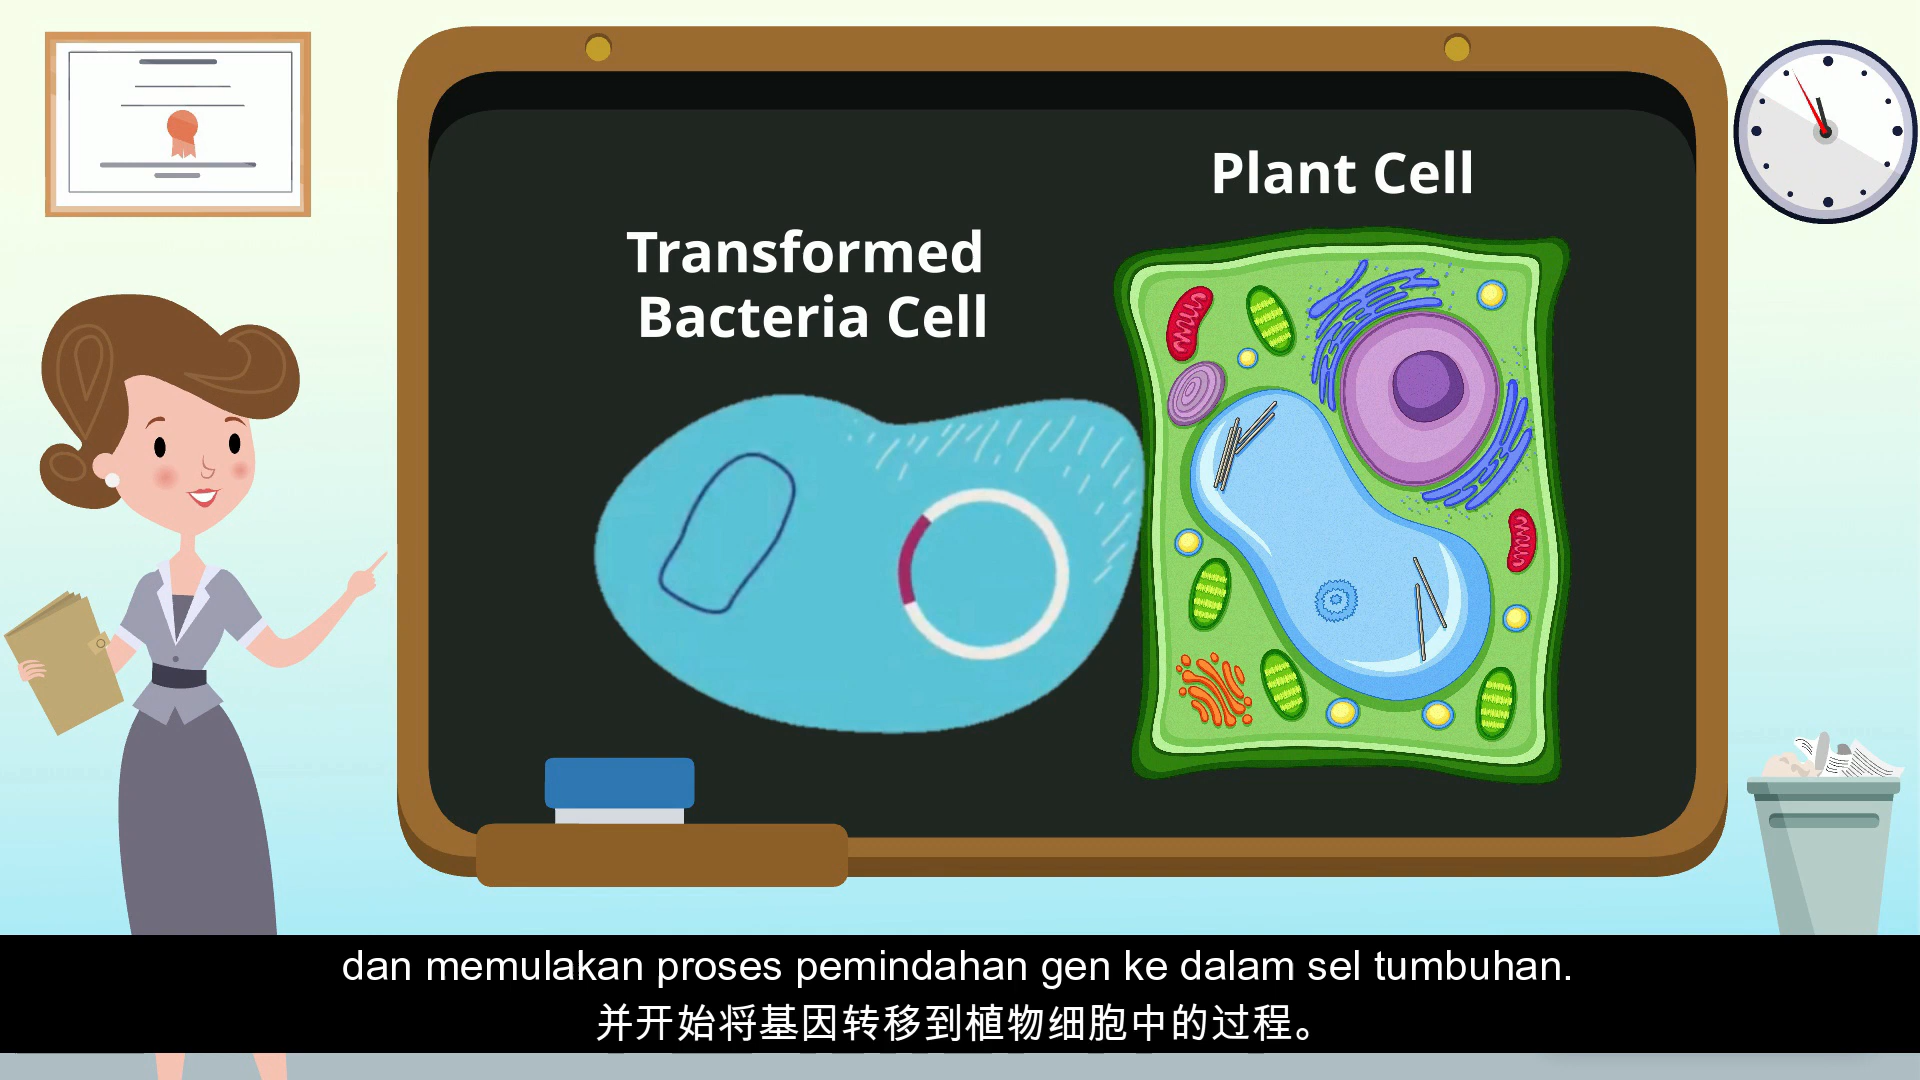 Plant Cell
Transformed
Bacteria Cell
dan memulakan proses pemindahan gen ke dalam sel tumbuhan.
并开始将基因转移到植物细胞中的过程。